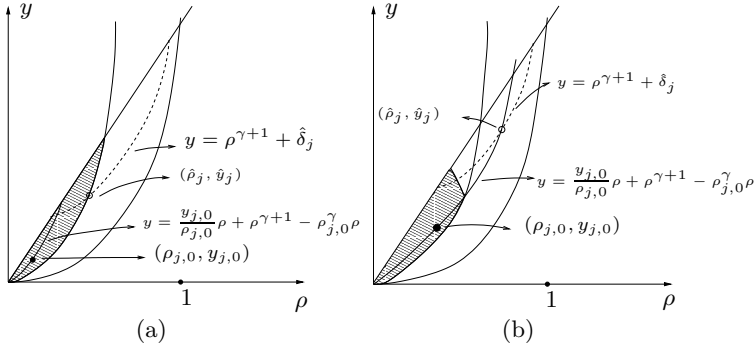 y
y = ρ^{γ+1} + δ̂_j
(ρ̂_j, ŷ_j)
y = \frac{y_{j,0}}{ρ_{j,0}}ρ + ρ^{γ+1} − ρ_{j,0}^γ ρ
(ρ_{j,0}, y_{j,0})
1
ρ
(a)
y
y = ρ^{γ+1} + δ̂_j
(ρ̂_j, ŷ_j)
y = \frac{y_{j,0}}{ρ_{j,0}}ρ + ρ^{γ+1} − ρ_{j,0}^γ ρ
(ρ_{j,0}, y_{j,0})
1
ρ
(b)